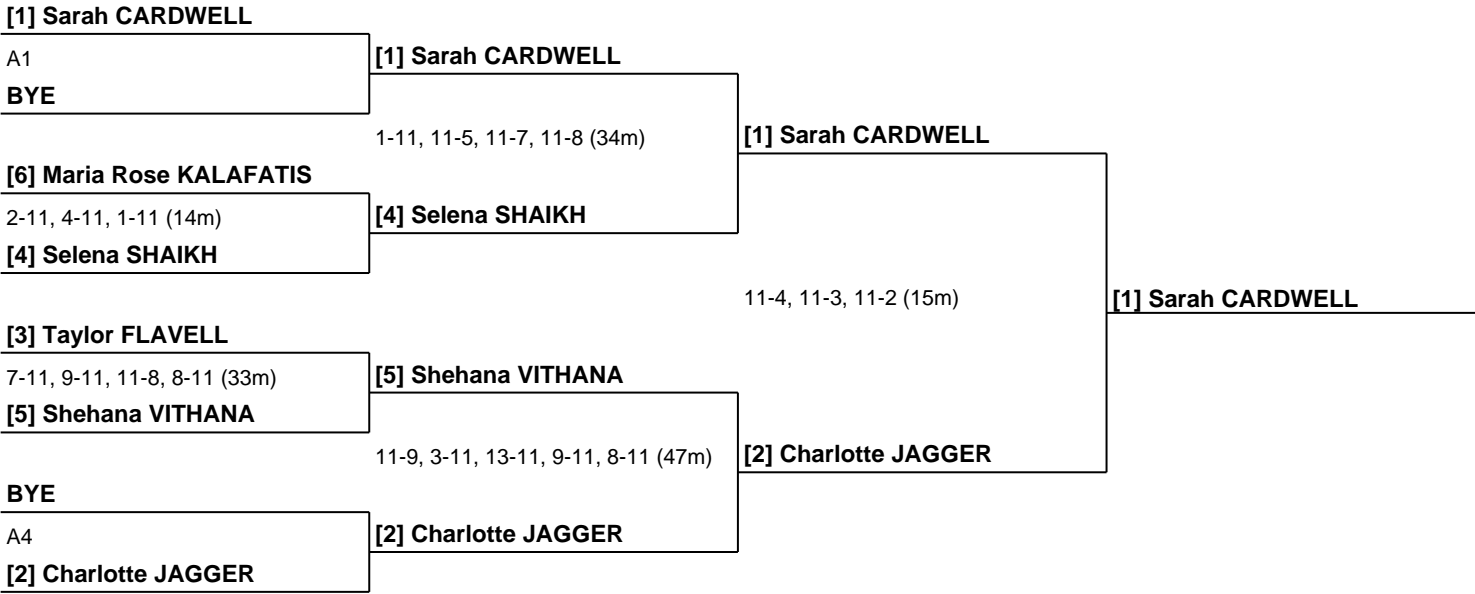 [1] Sarah CARDWELL
A1
BYE
[1] Sarah CARDWELL
1-11, 11-5, 11-7, 11-8 (34m)
[6] Maria Rose KALAFATIS
2-11, 4-11, 1-11 (14m)
[4] Selena SHAIKH
[4] Selena SHAIKH
[1] Sarah CARDWELL
11-4, 11-3, 11-2 (15m)
[1] Sarah CARDWELL
[3] Taylor FLAVELL
7-11, 9-11, 11-8, 8-11 (33m)
[5] Shehana VITHANA
[5] Shehana VITHANA
11-9, 3-11, 13-11, 9-11, 8-11 (47m)
[2] Charlotte JAGGER
BYE
A4
[2] Charlotte JAGGER
[2] Charlotte JAGGER